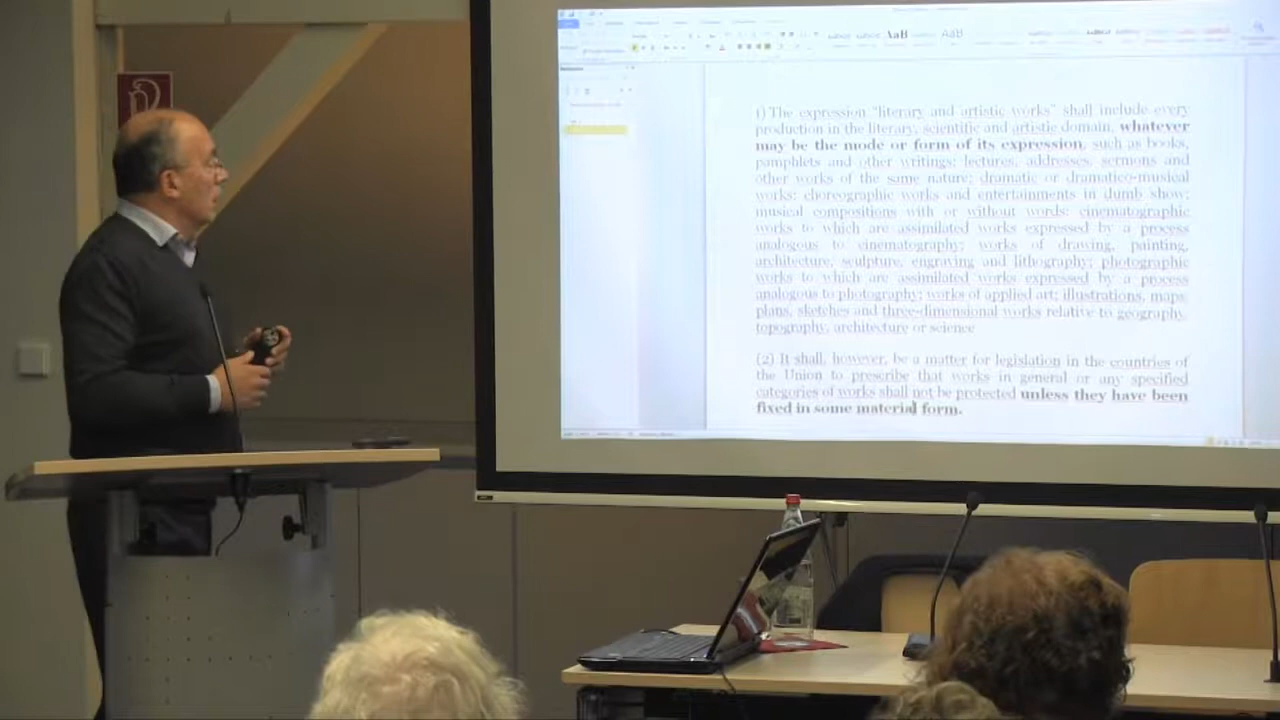 AaB
AaB
1) The expression "literary and artistic works" shall include every
production in the literary, scientific and artistic domain, whatever
may be the mode or form of its expression, such as books,
pamphlets and other writings; lectures, addresses, sermons and
other works of the same nature; dramatic or dramatico-musical
works; choreographic works and entertainments in dumb show;
musical compositions with or without words; cinematographic
works to which are assimilated works expressed by a process
analogous to cinematography; works of drawing, painting,
architecture, sculpture, engraving and lithography; photographic
works to which are assimilated works expressed by a process
analogous to photography; works of applied art; illustrations, maps,
plans, sketches and three-dimensional works relative to geography,
topography, architecture or science
(2) It shall, however, be a matter for legislation in the countries of
the Union to prescribe that works in general or any specified
categories of works shall not be protected unless they have been
fixed in some material form.